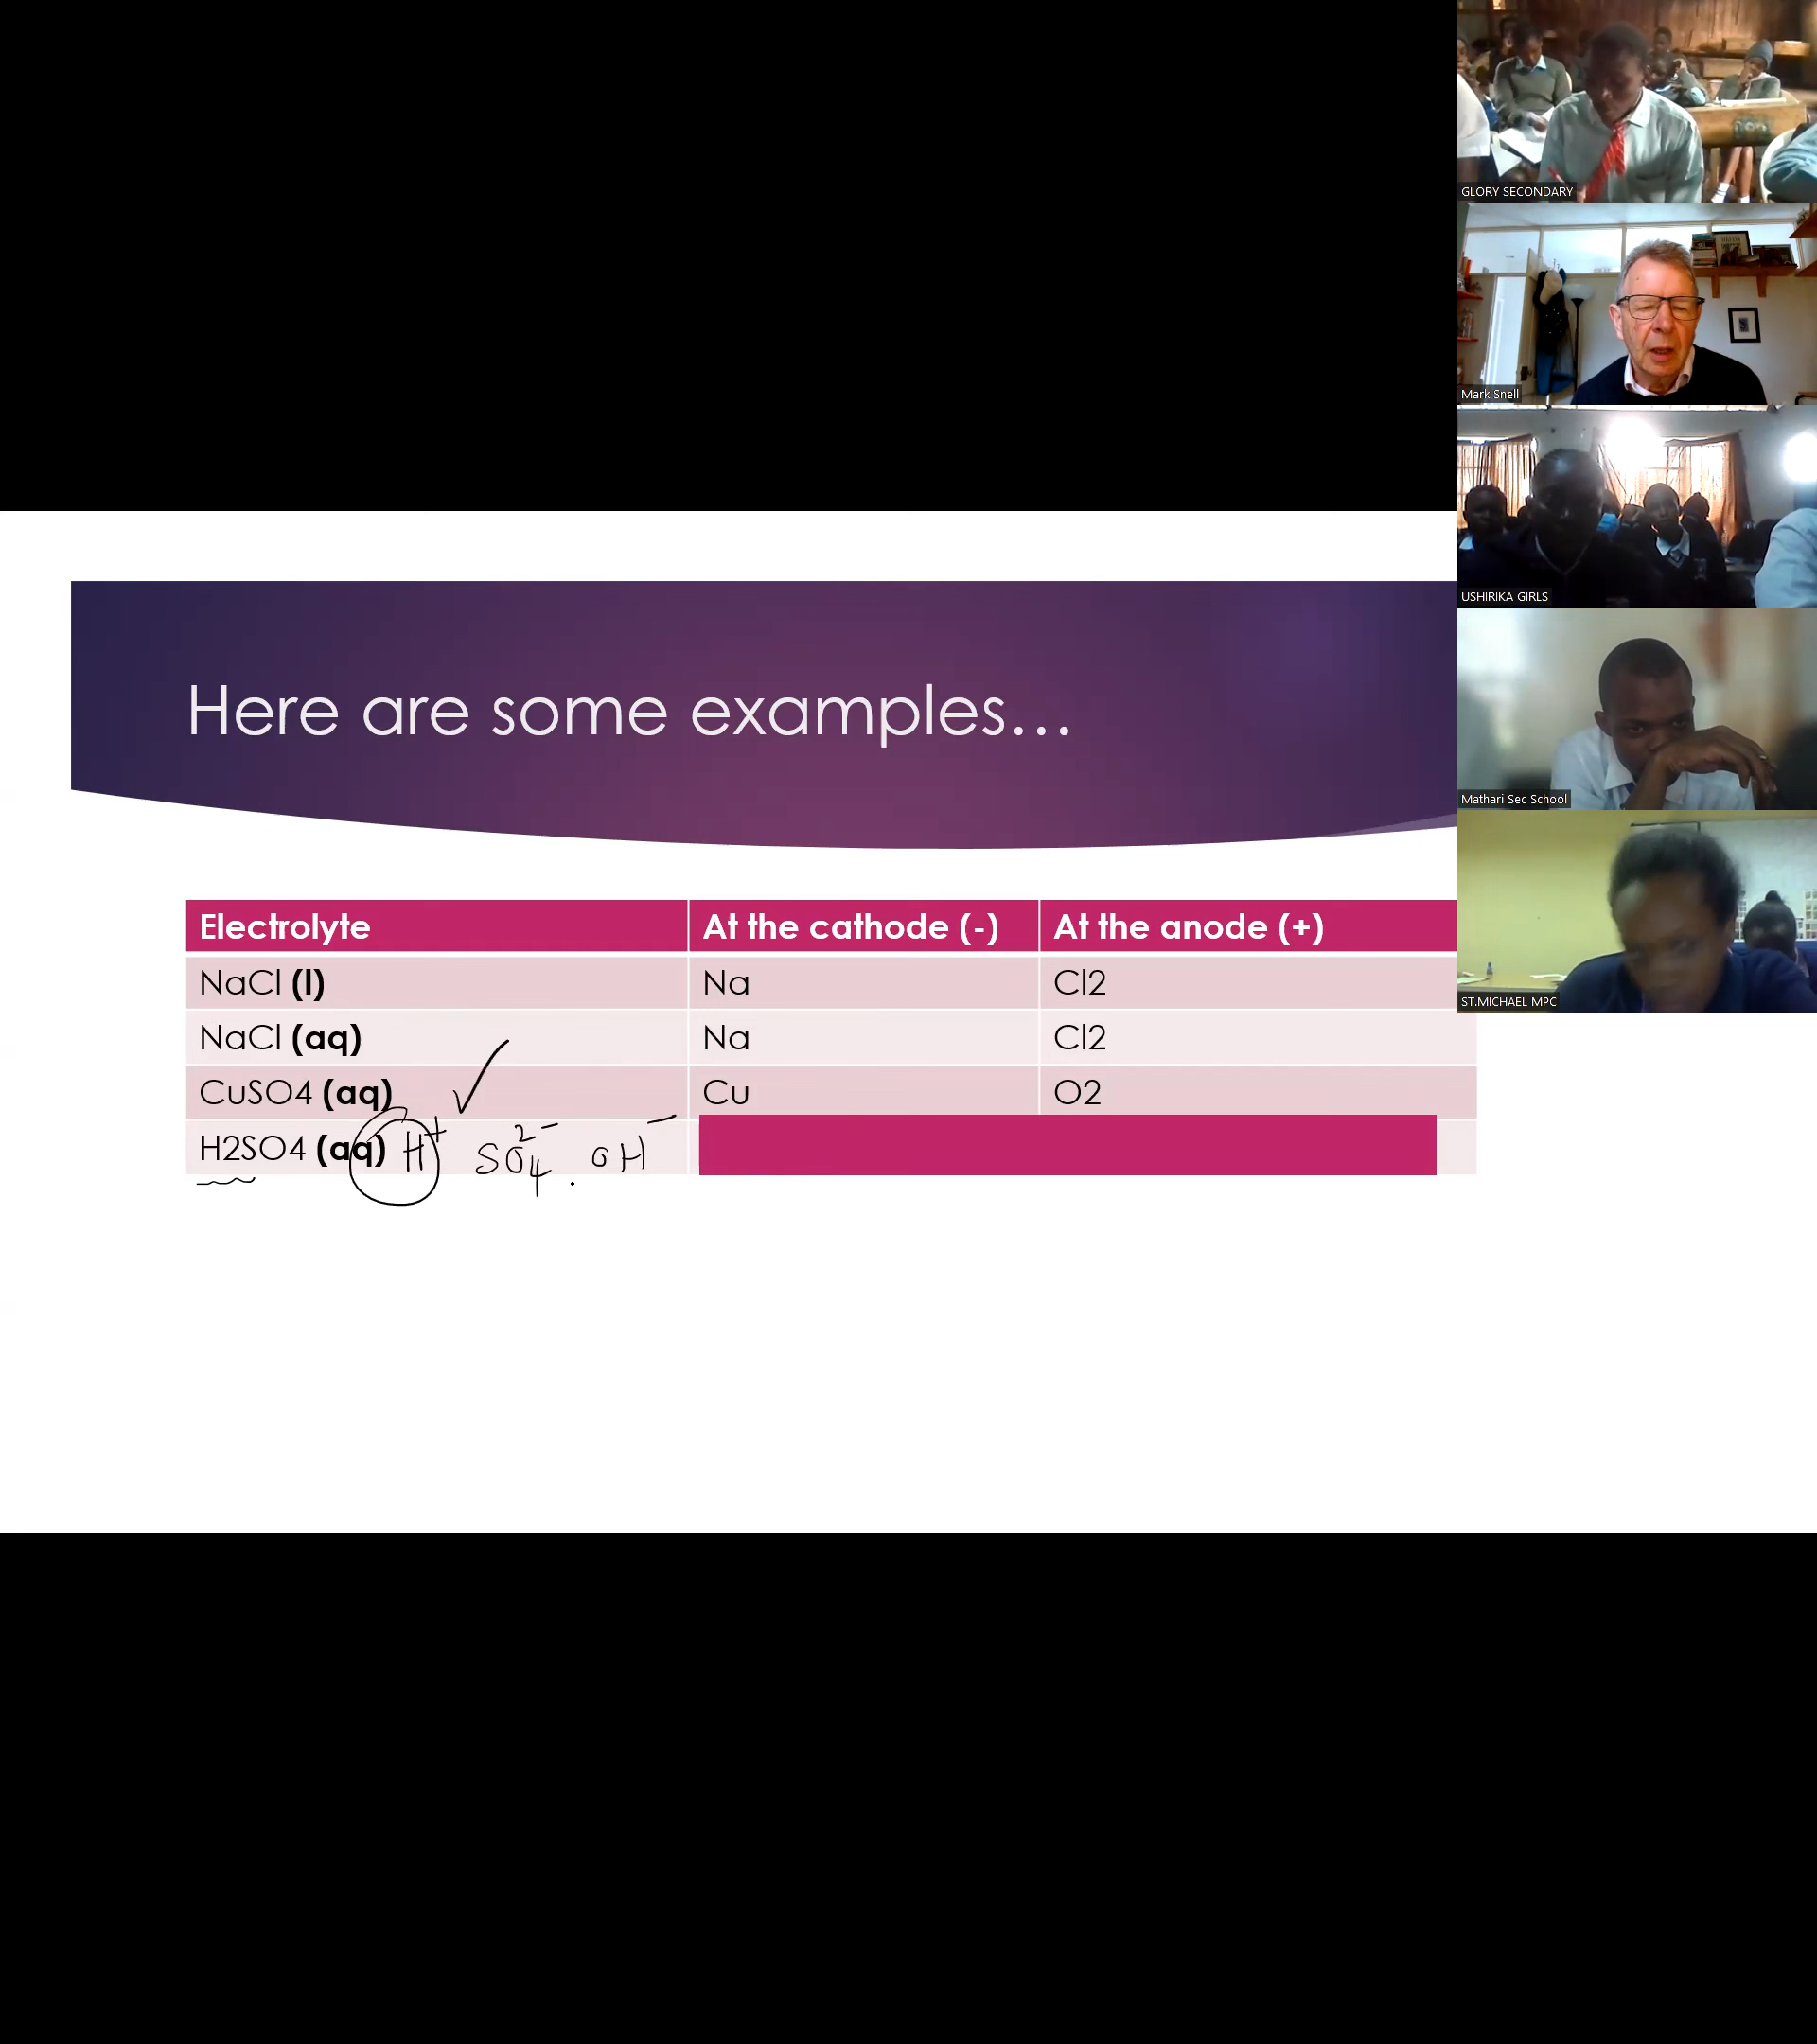 GLORY SECONDARY
Mark Snell
USHIRIKA GIRLS
Mathari Sec School
ST.MICHAEL MPC
Here are some examples...
Electrolyte At the cathode (-) At the anode (+)
NaCl (l) Na Cl2
NaCl (aq) Na Cl2
CuSO4 (aq) Cu O2
H2SO4 (aq) H+ SO4 2- OH-